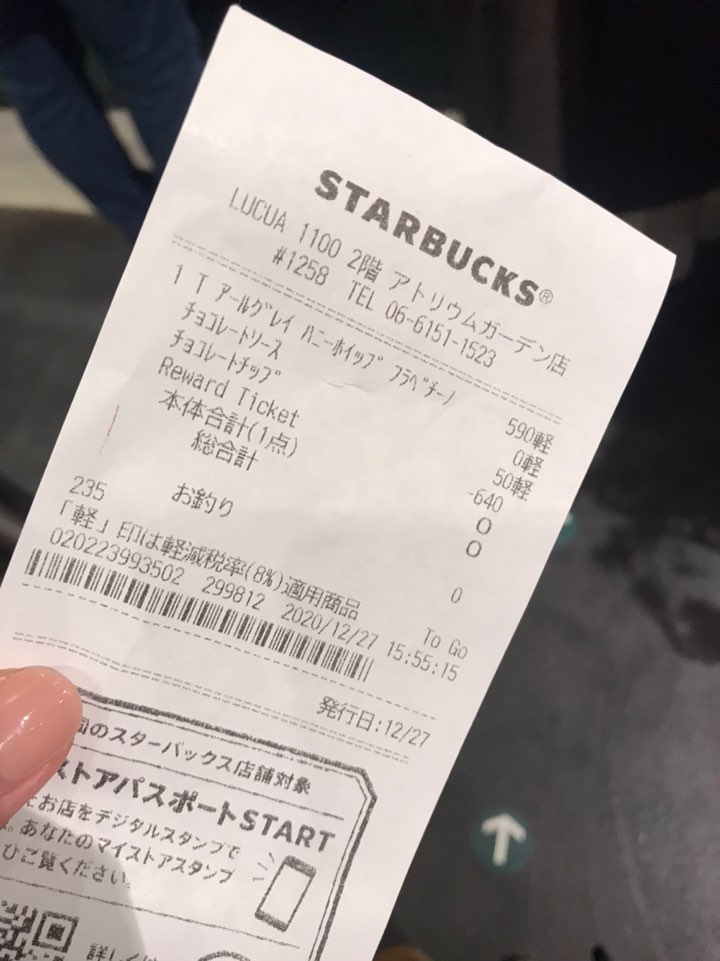 STARBUCKS®
LUCUA 1100 2階 アトリウムガーデン店
#1258 TEL 06-6151-1523
1 T ｱｰﾙｸﾞﾚｲ ﾊﾆｰﾎｲｯﾌﾟ ﾌﾗﾍﾟﾁｰﾉ 590軽
ﾁｮｺﾚｰﾄｿｰｽ 0軽
ﾁｮｺﾚｰﾄﾁｯﾌﾟ 50軽
Reward Ticket -640
本体合計(1点) 0
総合計 0
お釣り 0
235 To Go
「軽」印は軽減税率(8%)適用商品
020223993502 299812 2020/12/27 15:55:15
発行日:12/27
のスターバックス店舗対象
ストアパスポートSTART
お店をデジタルスタンプで
あなたのマイストアスタンプ
ひご覧ください。
詳しくは